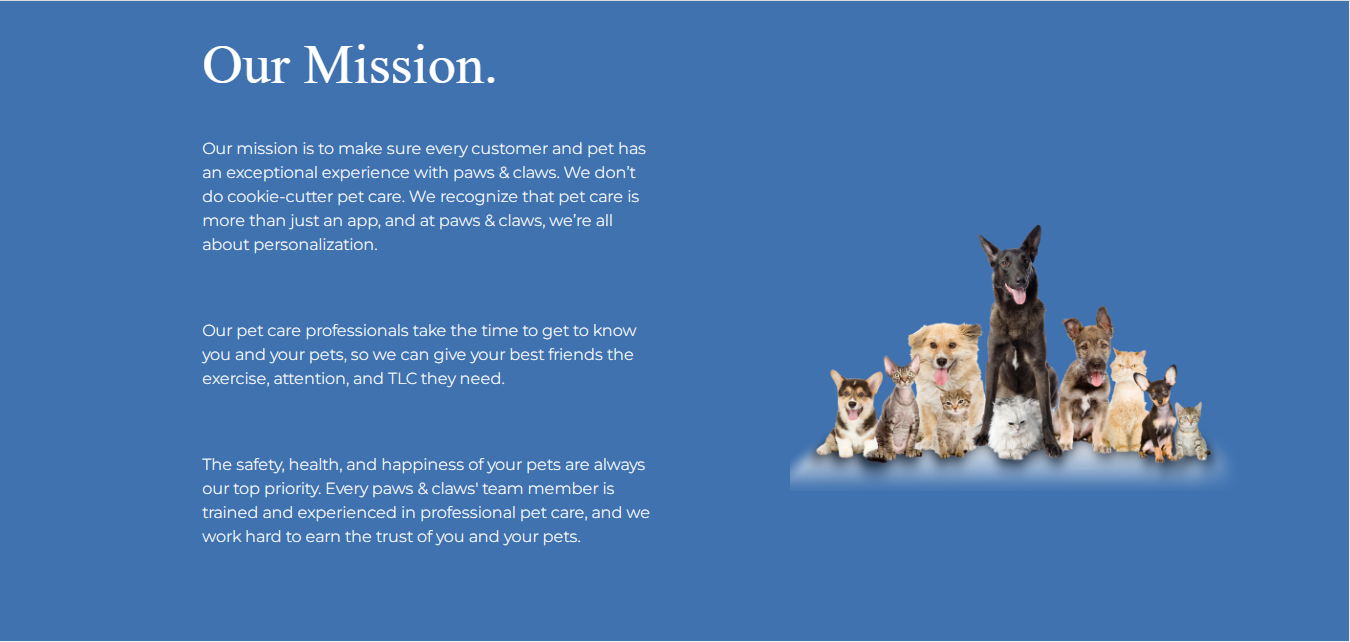 Our Mission.
Our mission is to make sure every customer and pet has
an exceptional experience with paws & claws. We don’t
do cookie-cutter pet care. We recognize that pet care is
more than just an app, and at paws & claws, we’re all
about personalization.
Our pet care professionals take the time to get to know
you and your pets, so we can give your best friends the
exercise, attention, and TLC they need.
The safety, health, and happiness of your pets are always
our top priority. Every paws & claws' team member is
trained and experienced in professional pet care, and we
work hard to earn the trust of you and your pets.